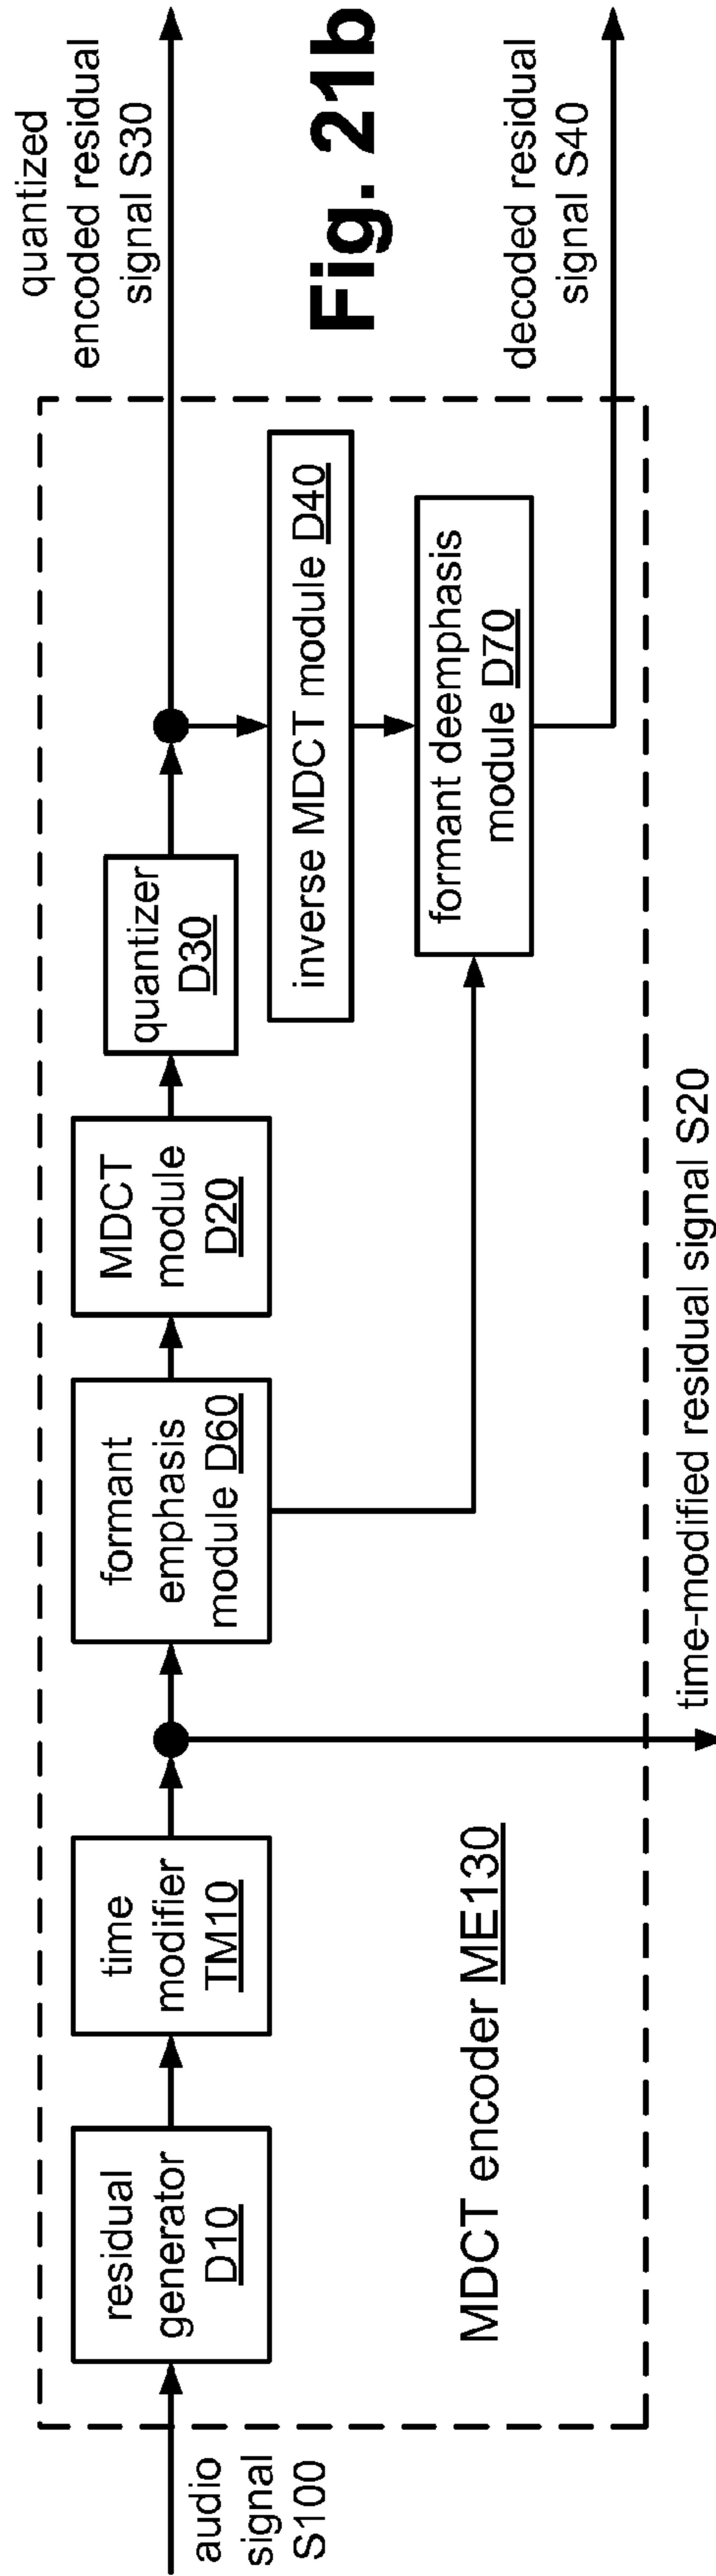 audio
signal
S100
residual
generator
D10
time
modifier
TM10
formant
emphasis
module D60
MDCT
module
D20
quantizer
D30
quantized
encoded residual
signal S30
inverse MDCT module D40
formant deemphasis
module D70
decoded residual
signal S40
MDCT encoder ME130
time-modified residual signal S20
Fig. 21b